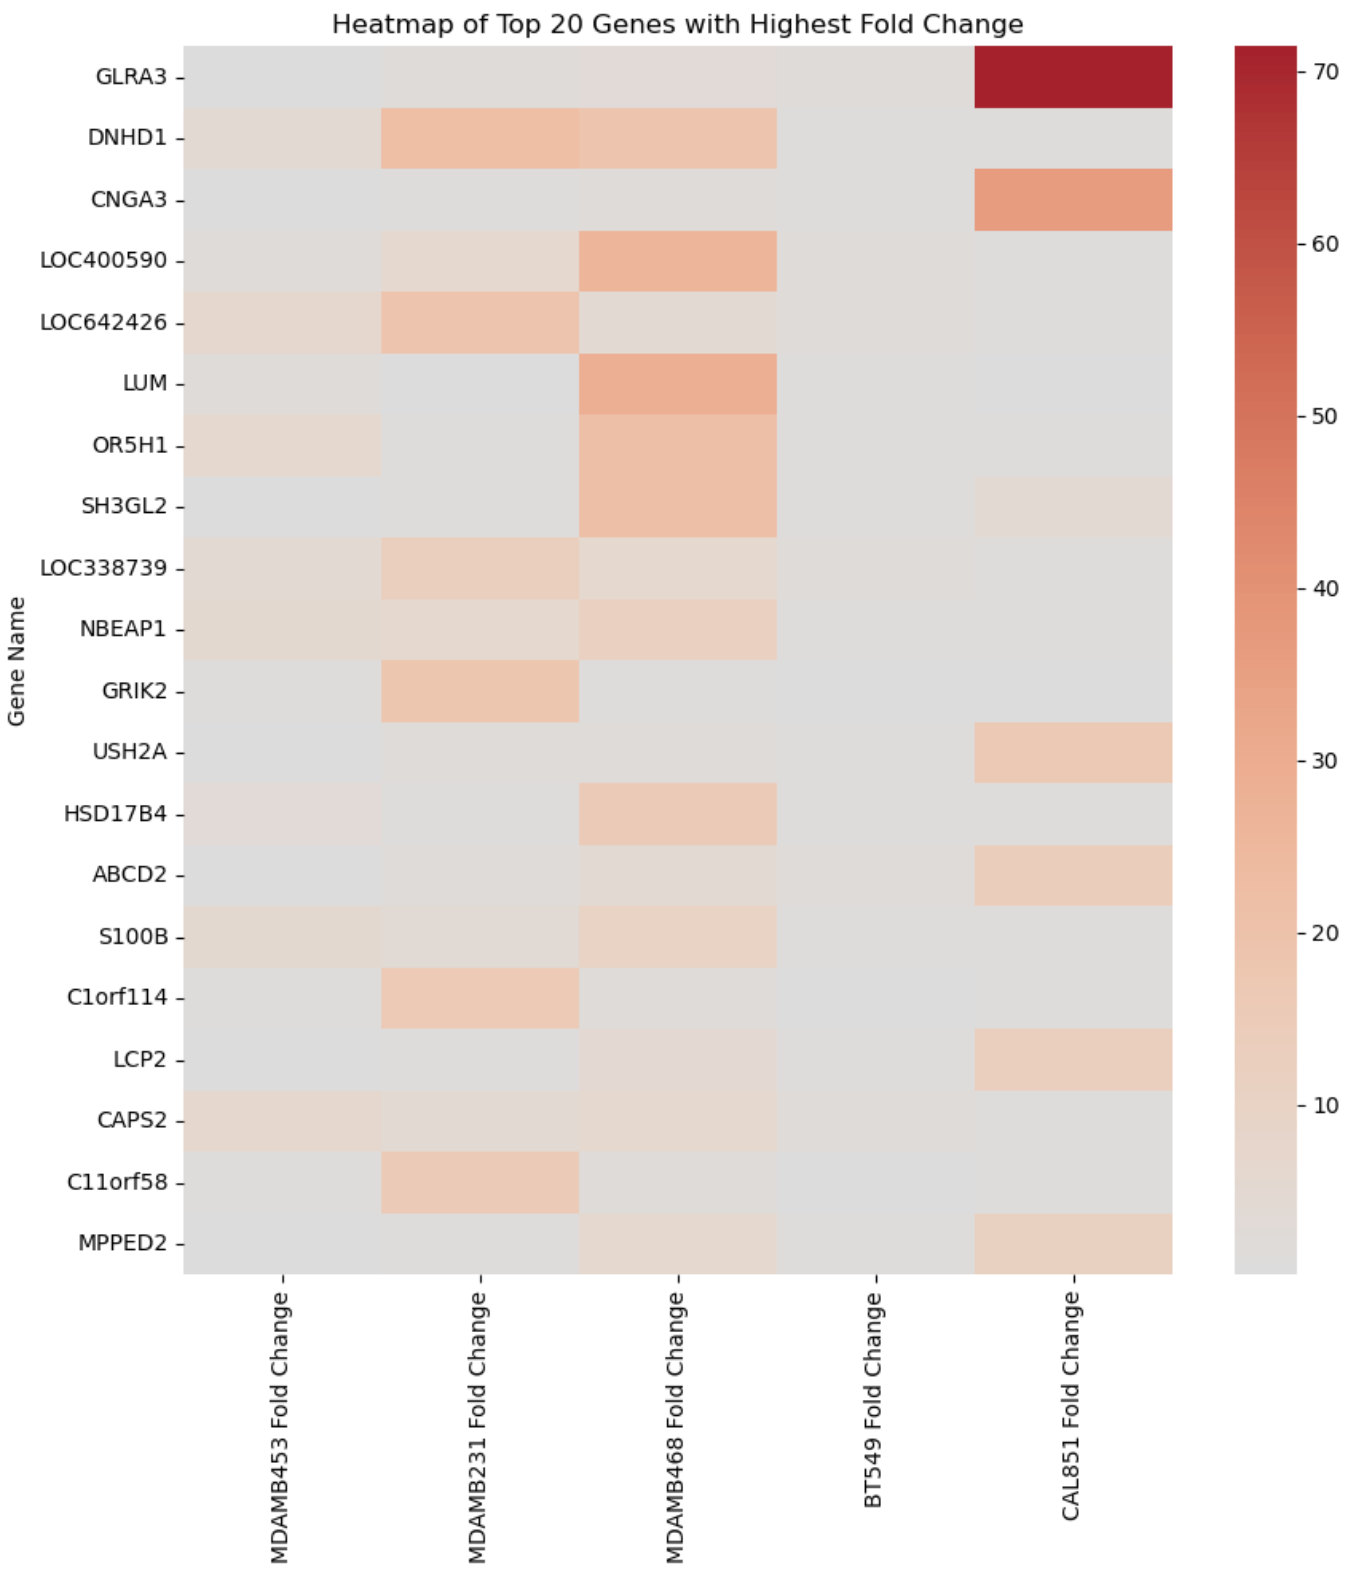 Heatmap of Top 20 Genes with Highest Fold Change
Gene Name
GLRA3
DNHD1
CNGA3
LOC400590
LOC642426
LUM
OR5H1
SH3GL2
LOC338739
NBEAP1
GRIK2
USH2A
HSD17B4
ABCD2
S100B
C1orf114
LCP2
CAPS2
C11orf58
MPPED2
MDAMB453 Fold Change
MDAMB231 Fold Change
MDAMB468 Fold Change
BT549 Fold Change
CAL851 Fold Change
70
60
50
40
30
20
10